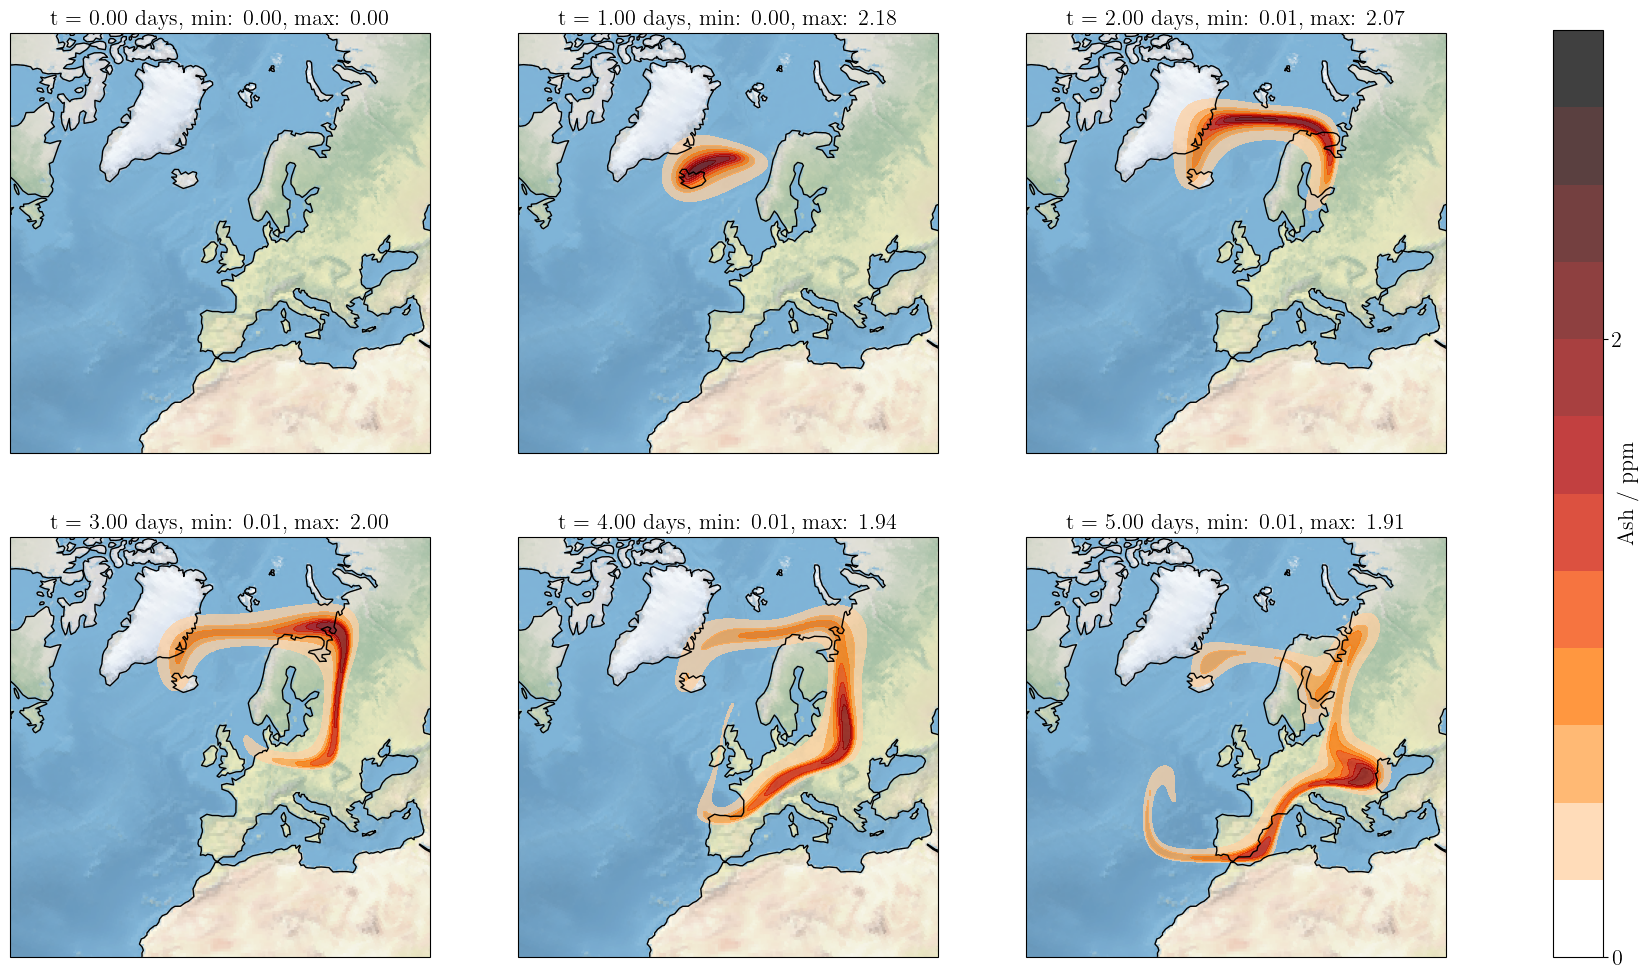 t = 0.00 days, min: 0.00, max: 0.00
t = 1.00 days, min: 0.00, max: 2.18
t = 2.00 days, min: 0.01, max: 2.07
t = 3.00 days, min: 0.01, max: 2.00
t = 4.00 days, min: 0.01, max: 1.94
t = 5.00 days, min: 0.01, max: 1.91
2
Ash / ppm
0